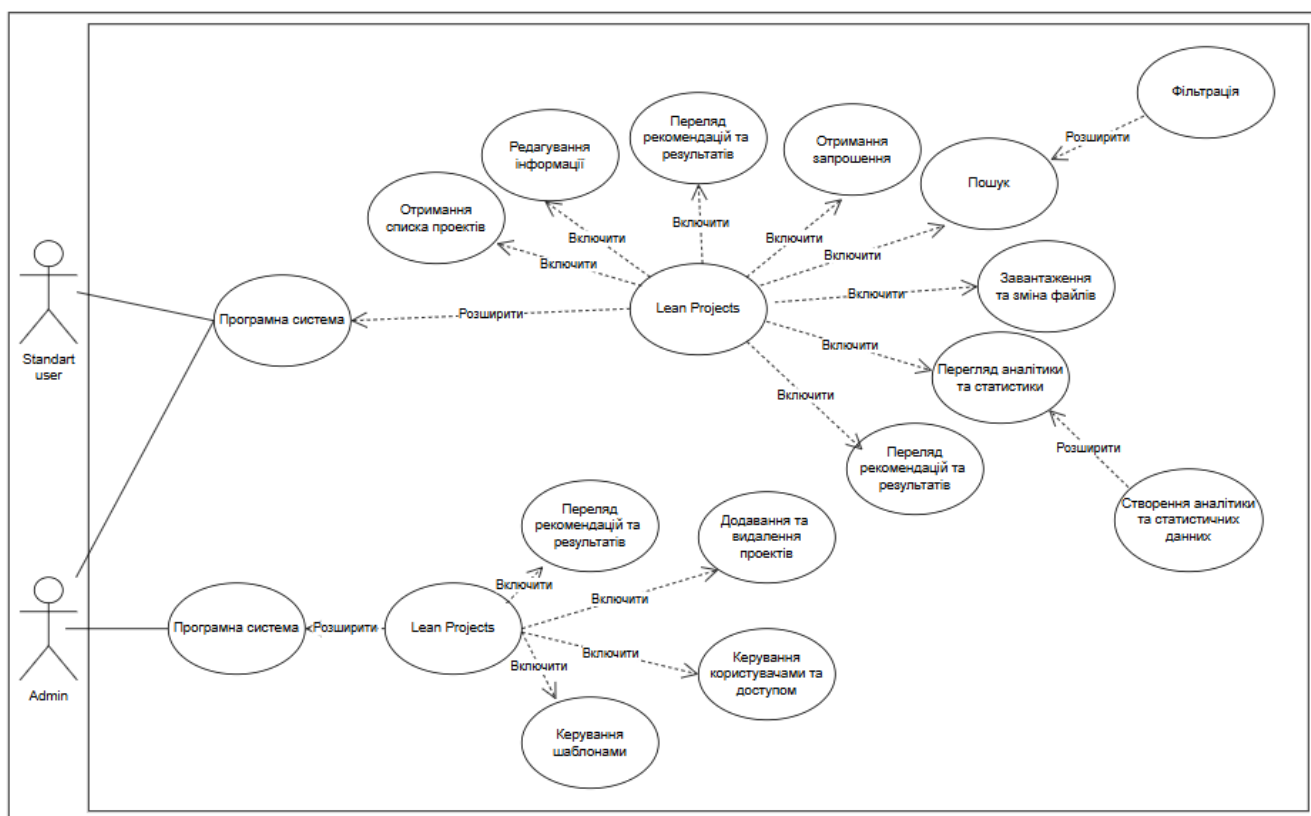 Фільтрація
Розширити
Переляд
рекомендацій та
результатів
Отримання
запрошення
Редагування
інформації
Пошук
Отримання
списка проектів
Включити
Включити
Включити
Включити
Включити
Завантаження
та зміна файлів
Включити
Lean Projects
Розширити
Програмна система
Standart
user
Включити
Перегляд аналітики
та статистики
Включити
Розширити
Переляд
рекомендацій та
результатів
Створення аналітики
та статистичних
данних
Переляд
рекомендацій та
результатів
Додавання та
видалення
проектів
Включити
Включити
Програмна система
Розширити
Lean Projects
Включити
Включити
Керування
користувачами та
доступом
Admin
Керування
шаблонами